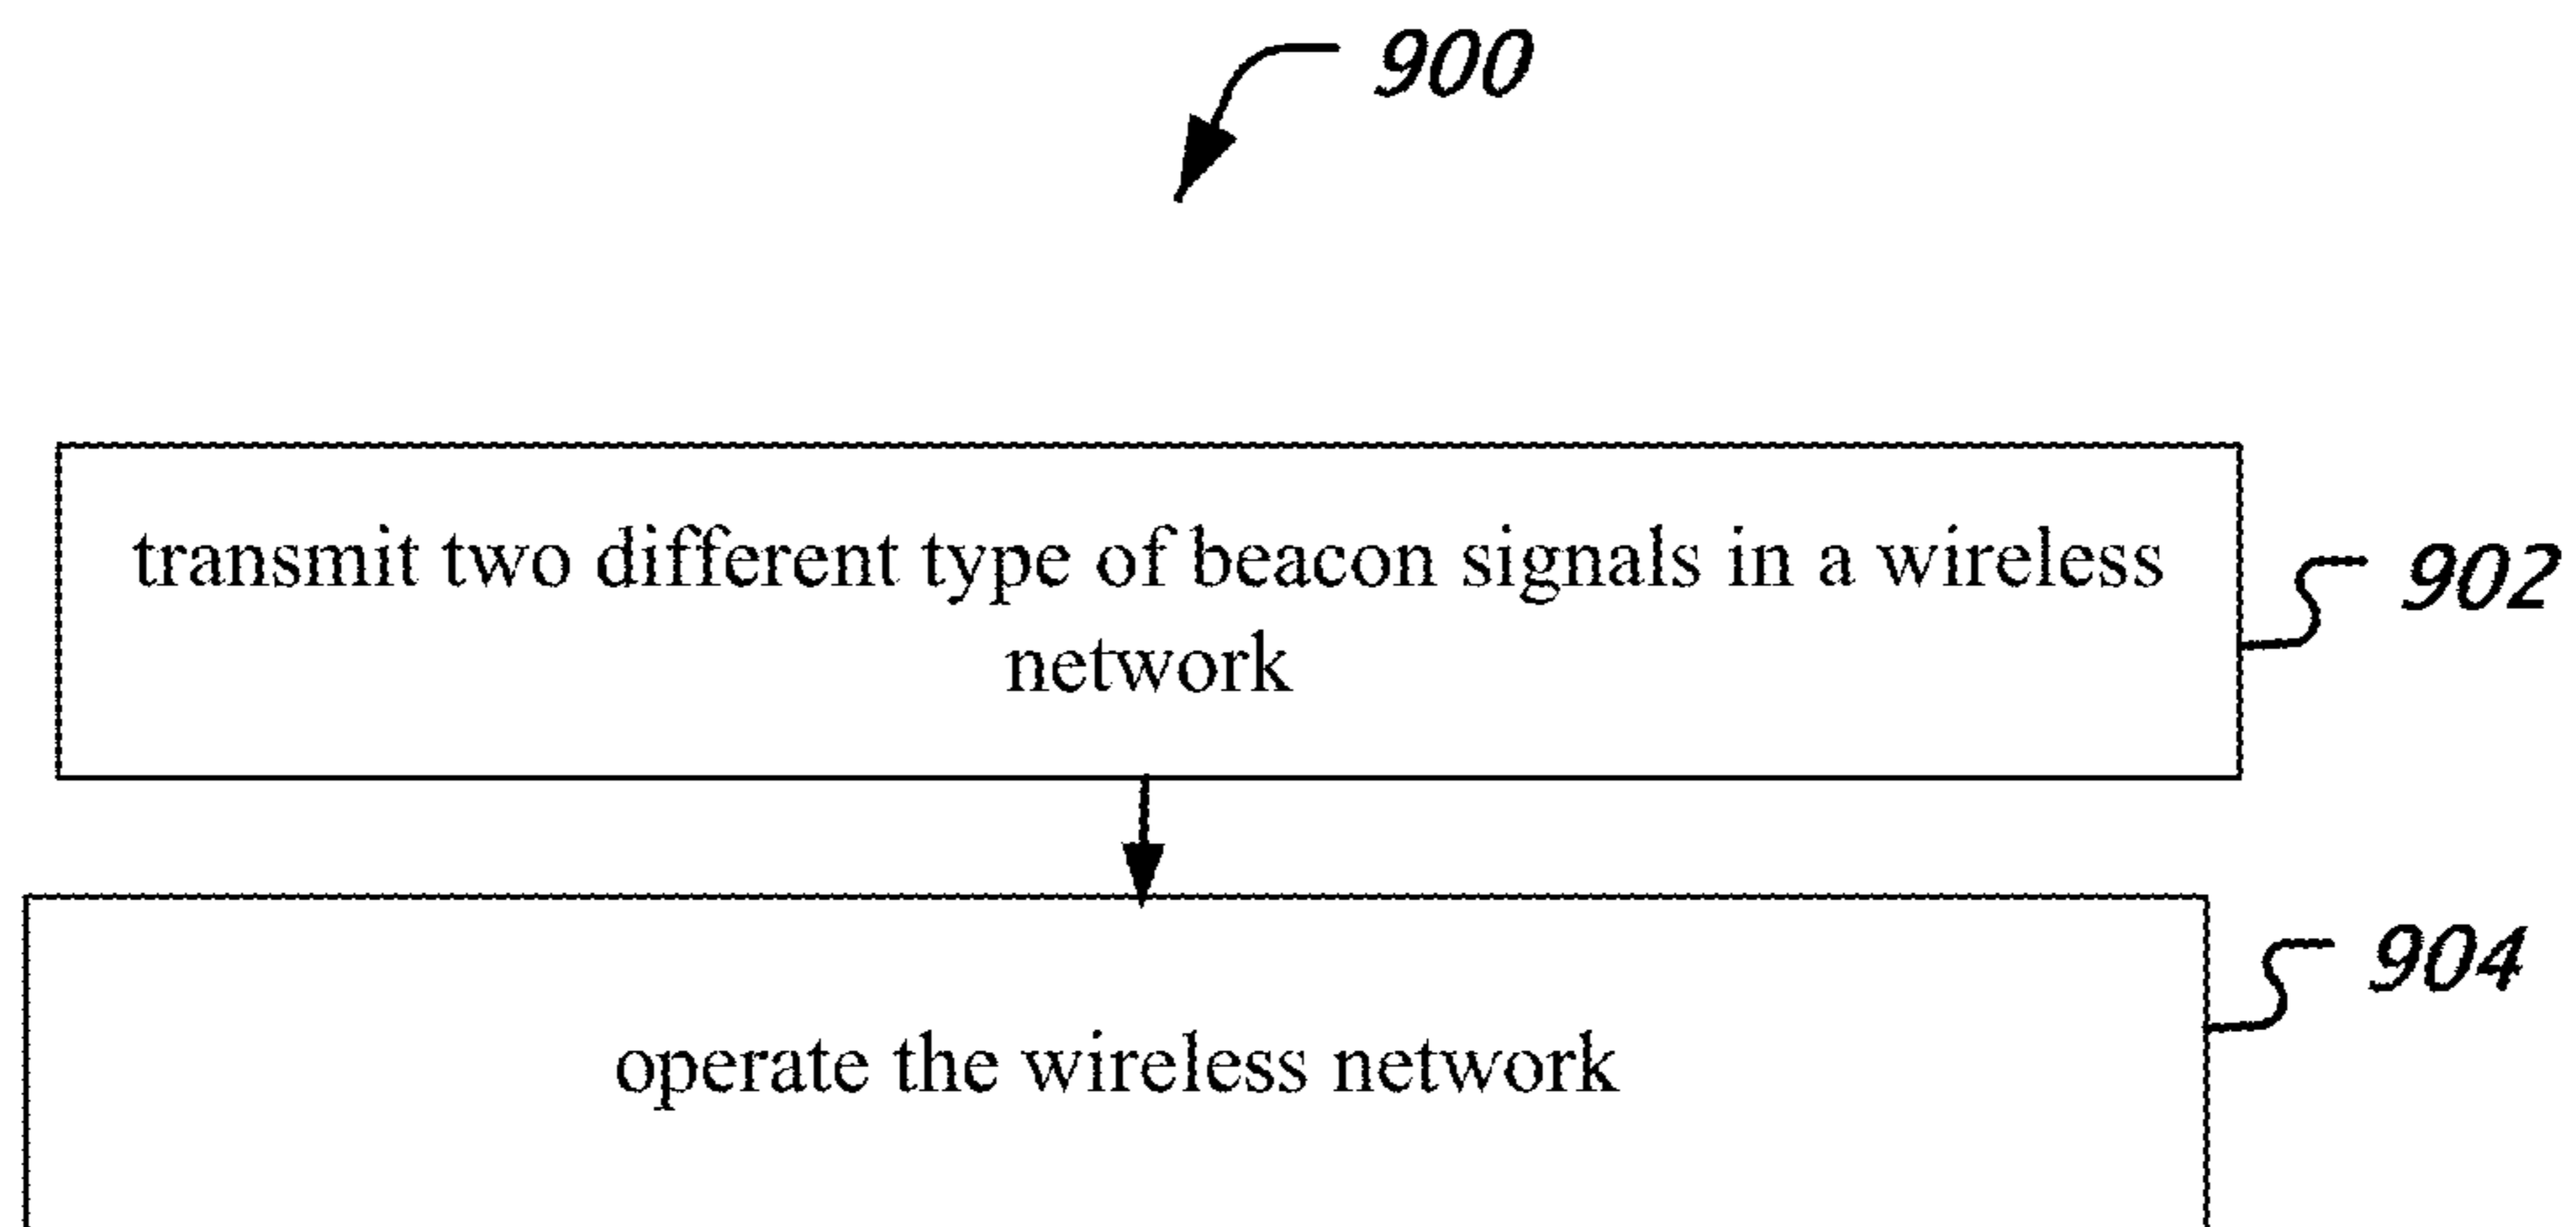 900
transmit two different type of beacon signals in a wireless
network
902
904
operate the wireless network